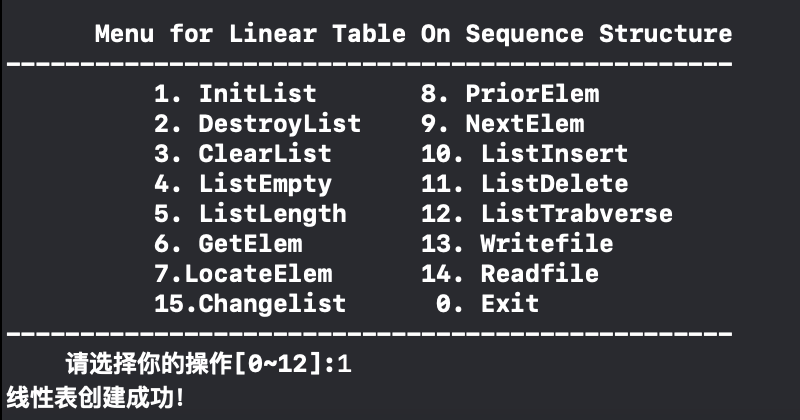 Menu for Linear Table On Sequence Structure
-------------------------------------------------
1. InitList 8. PriorElem
2. DestroyList 9. NextElem
3. ClearList 10. ListInsert
4. ListEmpty 11. ListDelete
5. ListLength 12. ListTrabverse
6. GetElem 13. Writefile
7.LocateElem 14. Readfile
15.Changelist 0. Exit
-------------------------------------------------
请选择你的操作[0~12]:1
线性表创建成功!